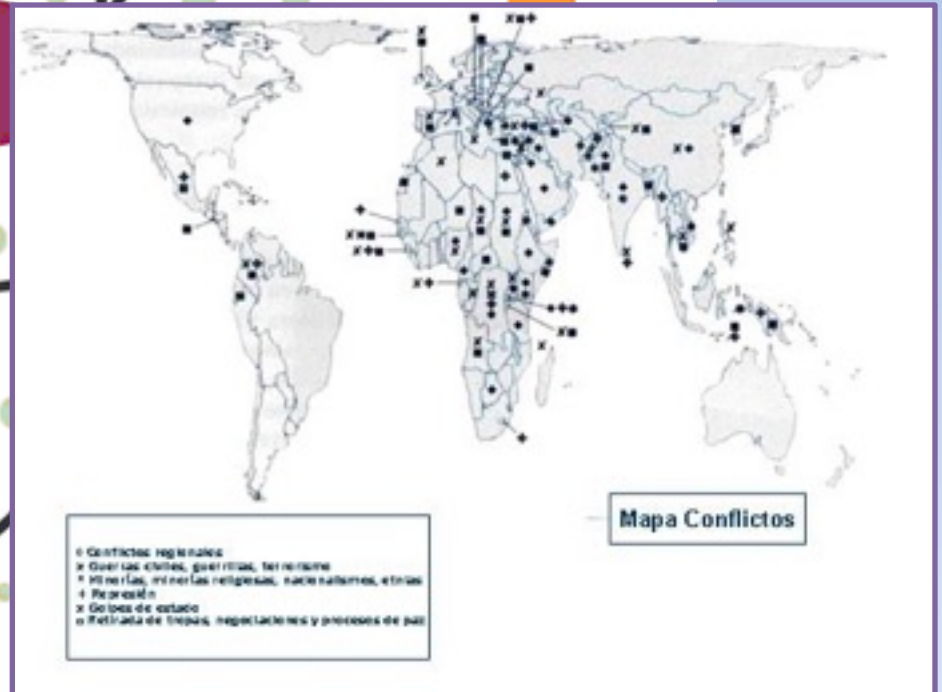 Mapa Conflictos
Conflictos regionales
Guerras civiles, guerrillas, terrorismo
Minorías, minorías religiosas, nacionalismos, etnias
Represión
Golpes de estado
Retirada de tropas, negociaciones y procesos de paz